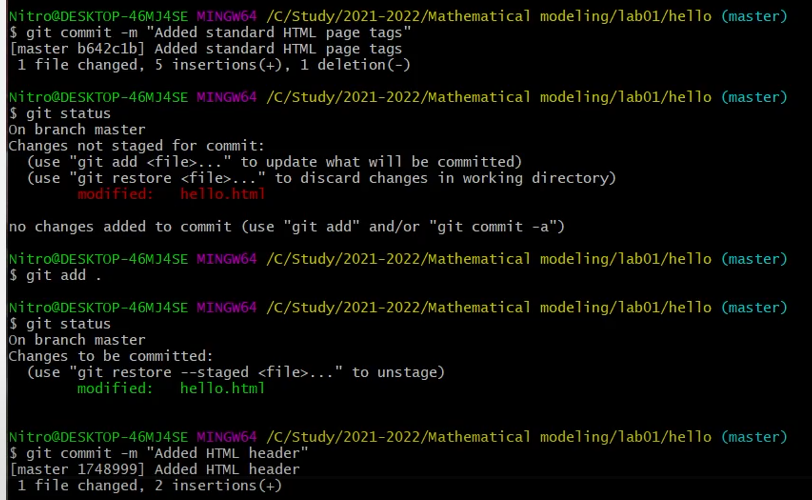 Nitro@DESKTOP-46MJ4SE MINGW64 /C/Study/2021-2022/Mathematical modeling/lab01/hello (master)
$ git commit -m "Added standard HTML page tags"
[master b642c1b] Added standard HTML page tags
 1 file changed, 5 insertions(+), 1 deletion(-)

Nitro@DESKTOP-46MJ4SE MINGW64 /C/Study/2021-2022/Mathematical modeling/lab01/hello (master)
$ git status
On branch master
Changes not staged for commit:
  (use "git add <file>..." to update what will be committed)
  (use "git restore <file>..." to discard changes in working directory)
        modified:   hello.html

no changes added to commit (use "git add" and/or "git commit -a")

Nitro@DESKTOP-46MJ4SE MINGW64 /C/Study/2021-2022/Mathematical modeling/lab01/hello (master)
$ git add .

Nitro@DESKTOP-46MJ4SE MINGW64 /C/Study/2021-2022/Mathematical modeling/lab01/hello (master)
$ git status
On branch master
Changes to be committed:
  (use "git restore --staged <file>..." to unstage)
        modified:   hello.html

Nitro@DESKTOP-46MJ4SE MINGW64 /C/Study/2021-2022/Mathematical modeling/lab01/hello (master)
$ git commit -m "Added HTML header"
[master 1748999] Added HTML header
 1 file changed, 2 insertions(+)